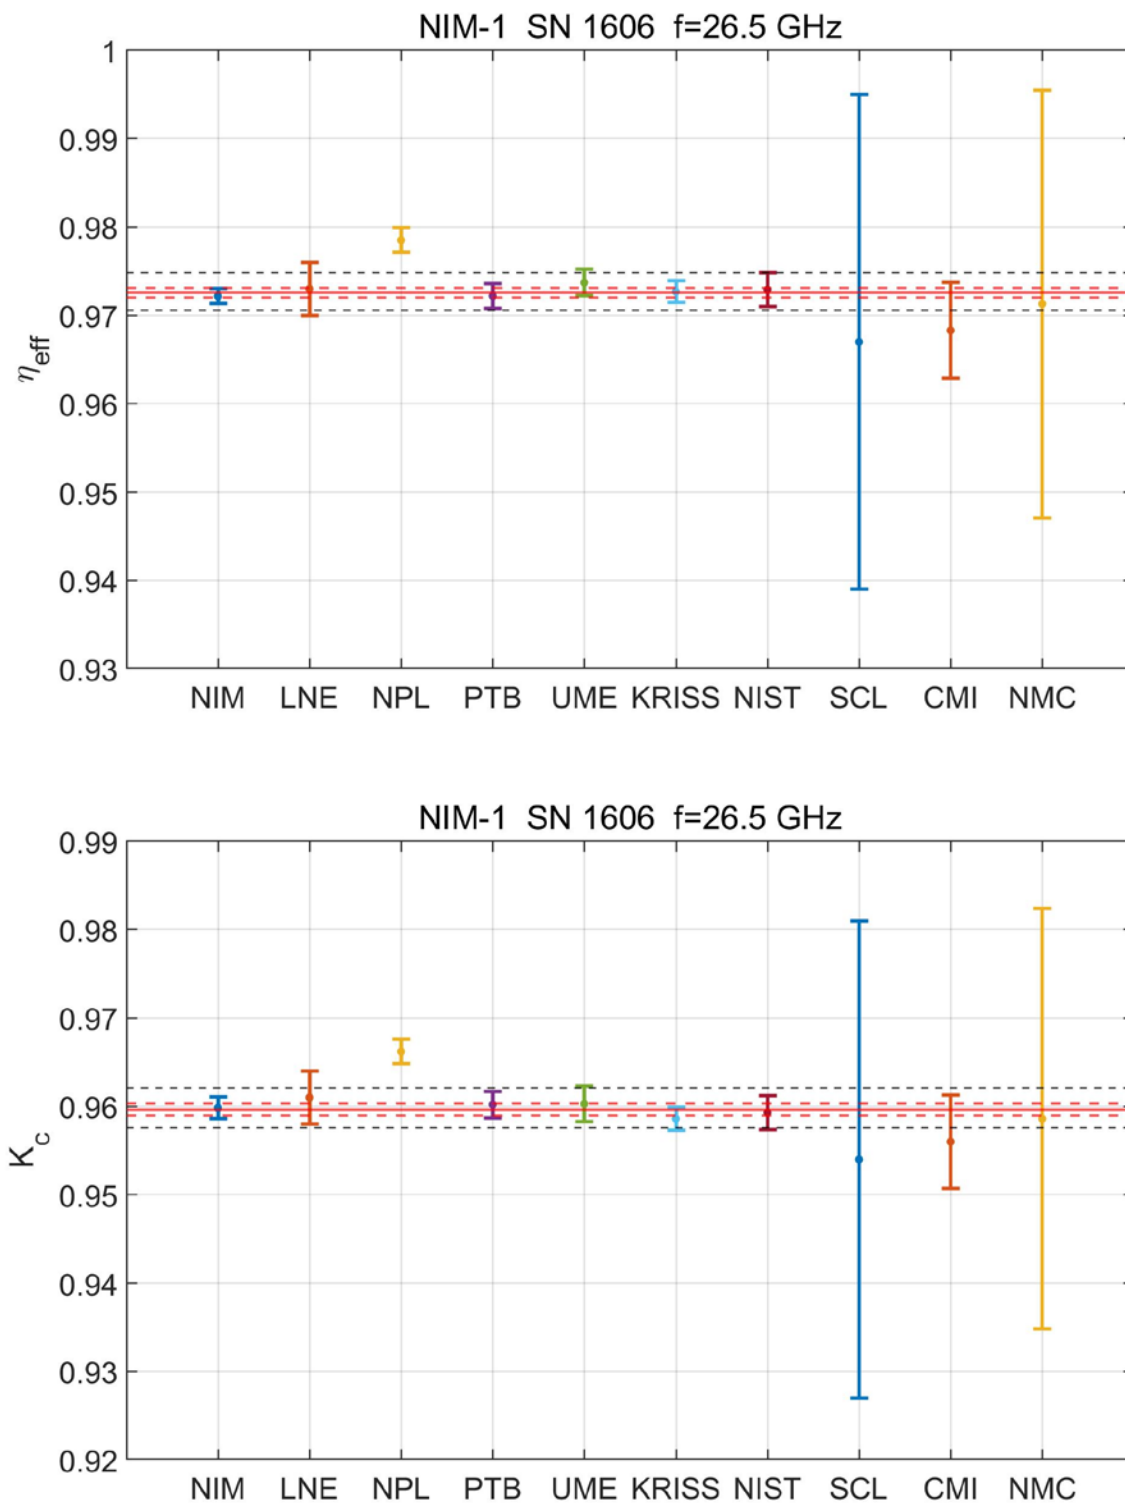 NIM-1 SN 1606 f=26.5 GHz
1
0.99
0.98
0.97
0.96
0.95
0.94
0.93
ηeff
NIM LNE NPL PTB UME KRISS NIST SCL CMI NMC
NIM-1 SN 1606 f=26.5 GHz
0.99
0.98
0.97
0.96
0.95
0.94
0.93
0.92
Kc
NIM LNE NPL PTB UME KRISS NIST SCL CMI NMC